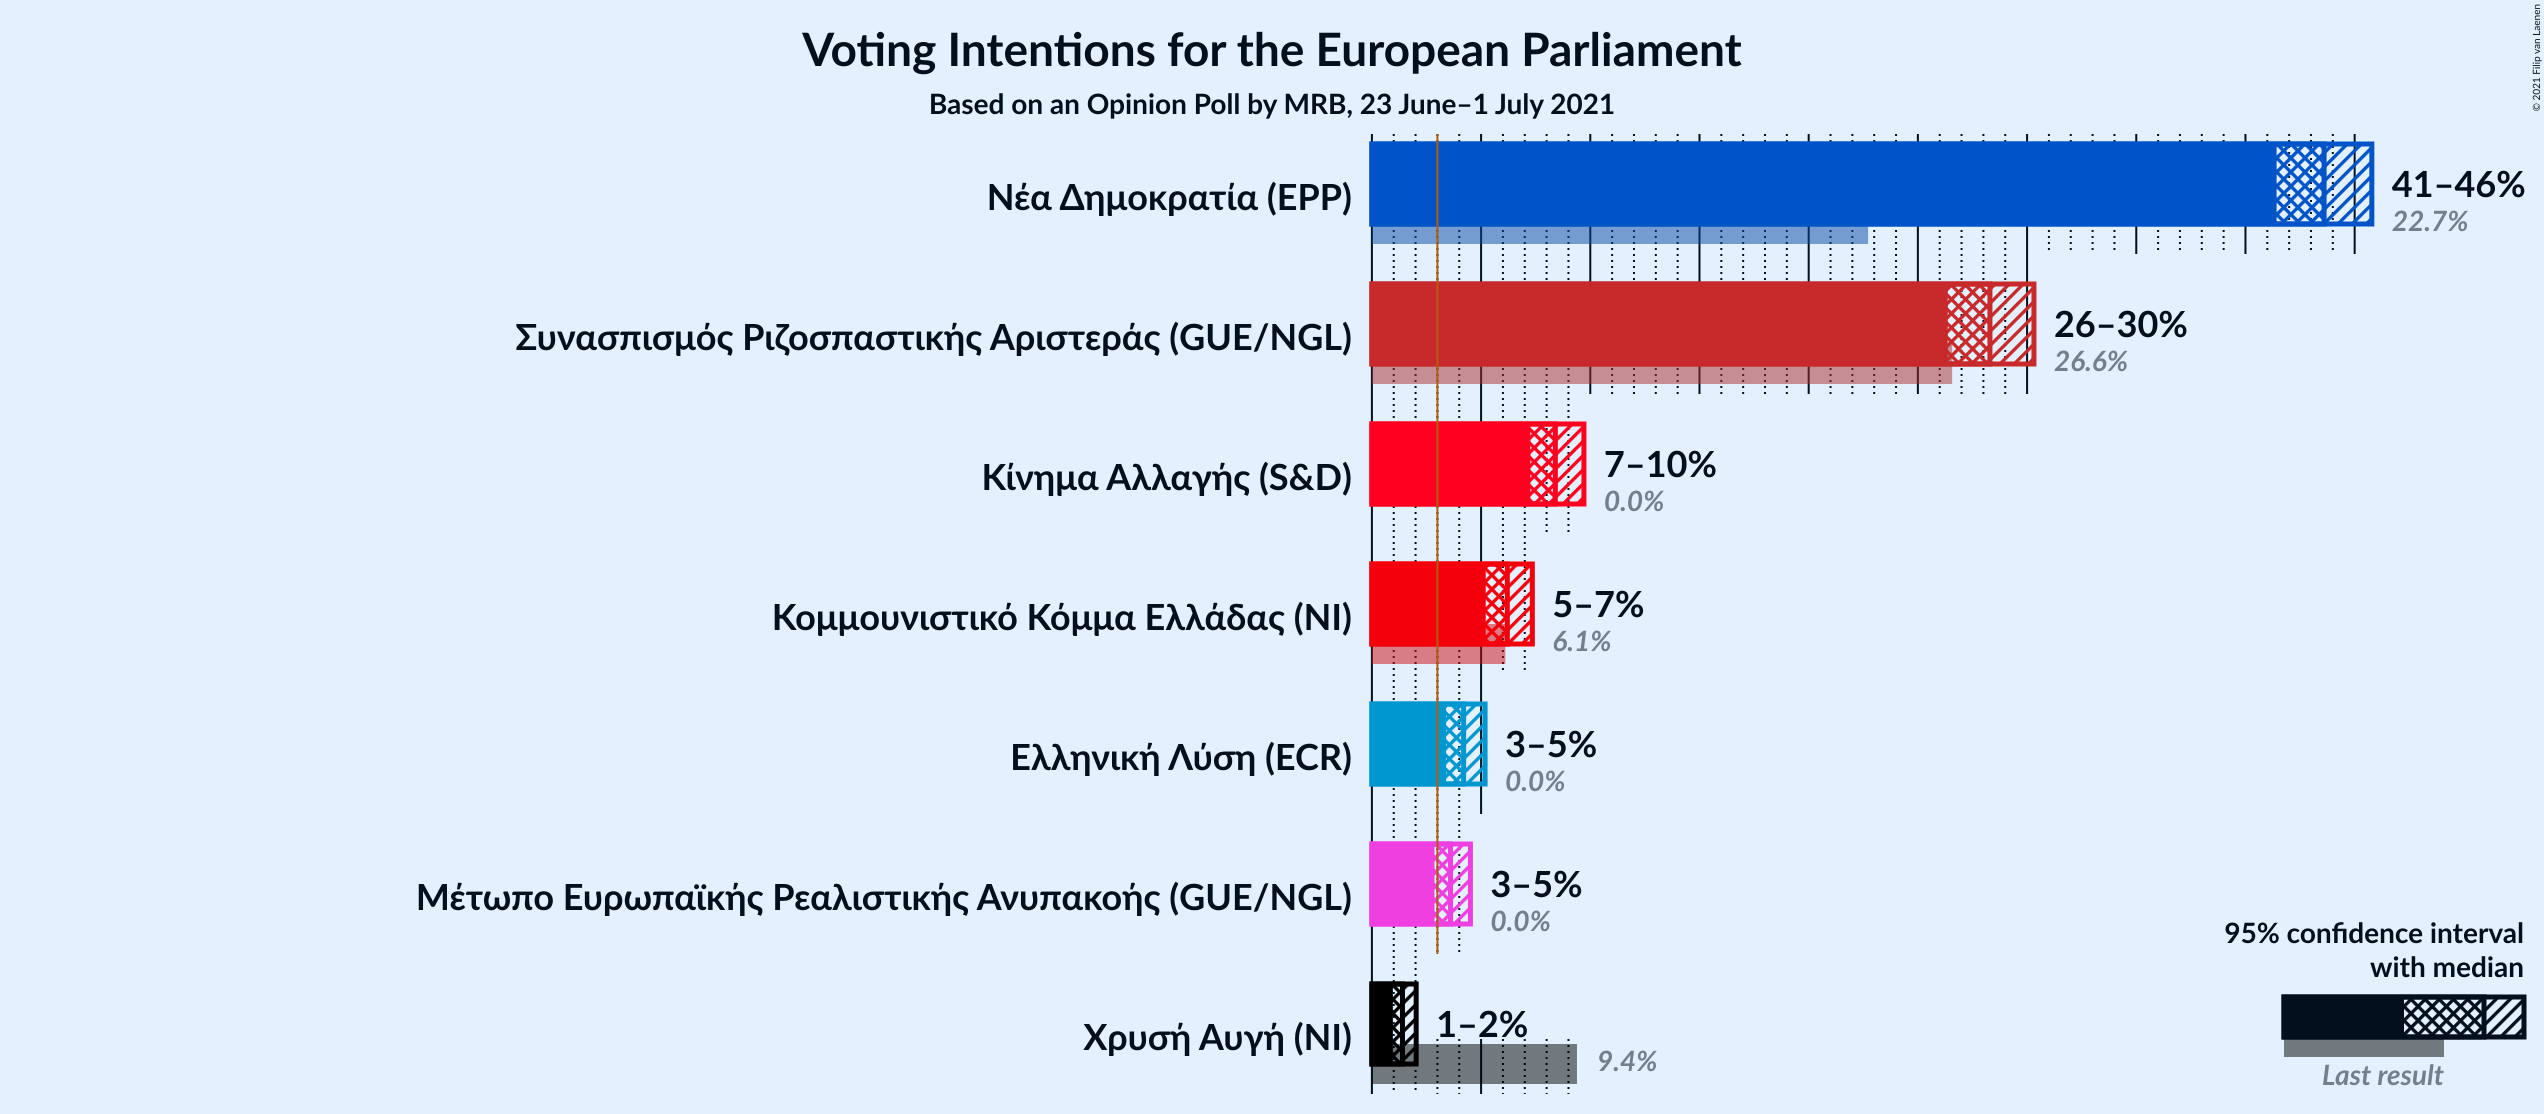 Voting Intentions for the European Parliament
Based on an Opinion Poll by MRB, 23 June–1 July 2021
© 2021 Filip van Laenen
Νέα Δημοκρατία (EPP)
41–46%
22.7%
Συνασπισμός Ριζοσπαστικής Αριστεράς (GUE/NGL)
26–30%
26.6%
Κίνημα Αλλαγής (S&D)
7–10%
0.0%
Κομμουνιστικό Κόμμα Ελλάδας (NI)
5–7%
6.1%
Ελληνική Λύση (ECR)
3–5%
0.0%
Μέτωπο Ευρωπαϊκής Ρεαλιστικής Ανυπακοής (GUE/NGL)
3–5%
0.0%
Χρυσή Αυγή (NI)
1–2%
9.4%
95% confidence interval
with median
Last result